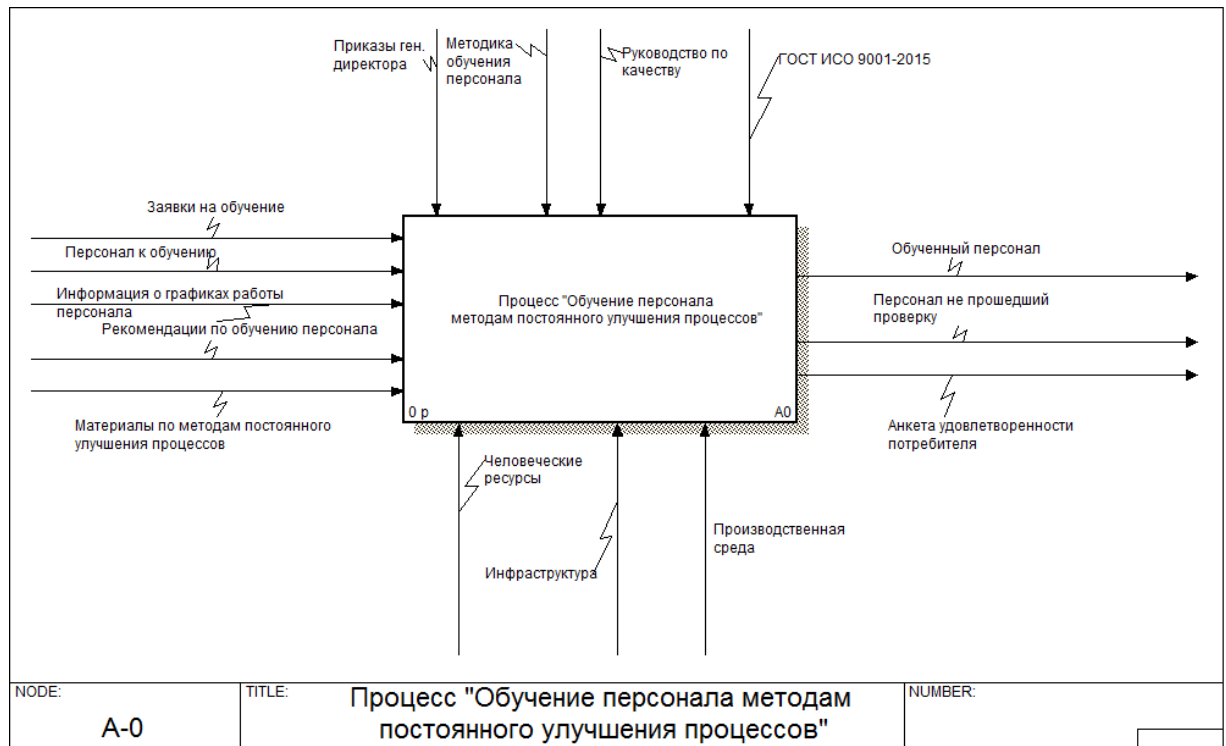 Приказы ген.
директора
Методика
обучения
персонала
Руководство по
качеству
ГОСТ ИСО 9001-2015
Заявки на обучение
Персонал к обучению
Информация о графиках работы
персонала
Рекомендации по обучению персонала
Материалы по методам постоянного
улучшения процессов
Процесс "Обучение персонала
методам постоянного улучшения процессов"
0 р
A0
Обученный персонал
Персонал не прошедший
проверку
Анкета удовлетворенности
потребителя
Человеческие
ресурсы
Инфраструктура
Производственная
среда
NODE:
A-0
TITLE:
Процесс "Обучение персонала методам
постоянного улучшения процессов"
NUMBER: